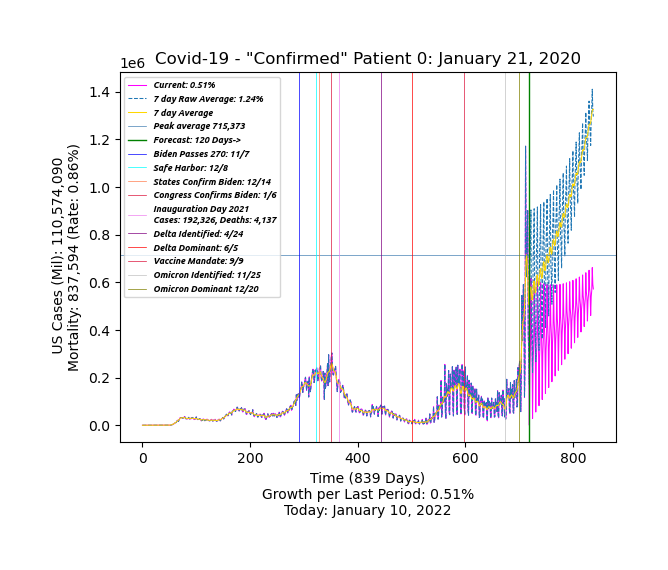 Covid-19 - "Confirmed" Patient 0: January 21, 2020
1e6
Current: 0.51%
7 day Raw Average: 1.24%
7 day Average
Peak average 715,373
Forecast: 120 Days->
Biden Passes 270: 11/7
Safe Harbor: 12/8
States Confirm Biden: 12/14
Congress Confirms Biden: 1/6
Inauguration Day 2021
Cases: 192,326, Deaths: 4,137
Delta Identified: 4/24
Delta Dominant: 6/5
Vaccine Mandate: 9/9
Omicron Identified: 11/25
Omicron Dominant 12/20
US Cases (Mil): 110,574,090
Mortality: 837,594 (Rate: 0.86%)
1.4
1.2
1.0
0.8
0.6
0.4
0.2
0.0
0 200 400 600 800
Time (839 Days)
Growth per Last Period: 0.51%
Today: January 10, 2022